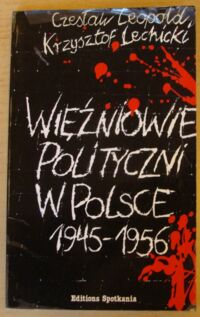 Czesław Leopold,
Krzysztof Lechicki
WIĘŹNIOWIE
POLITYCZNI
W POLSCE
1945-1956
Editions Spotkania